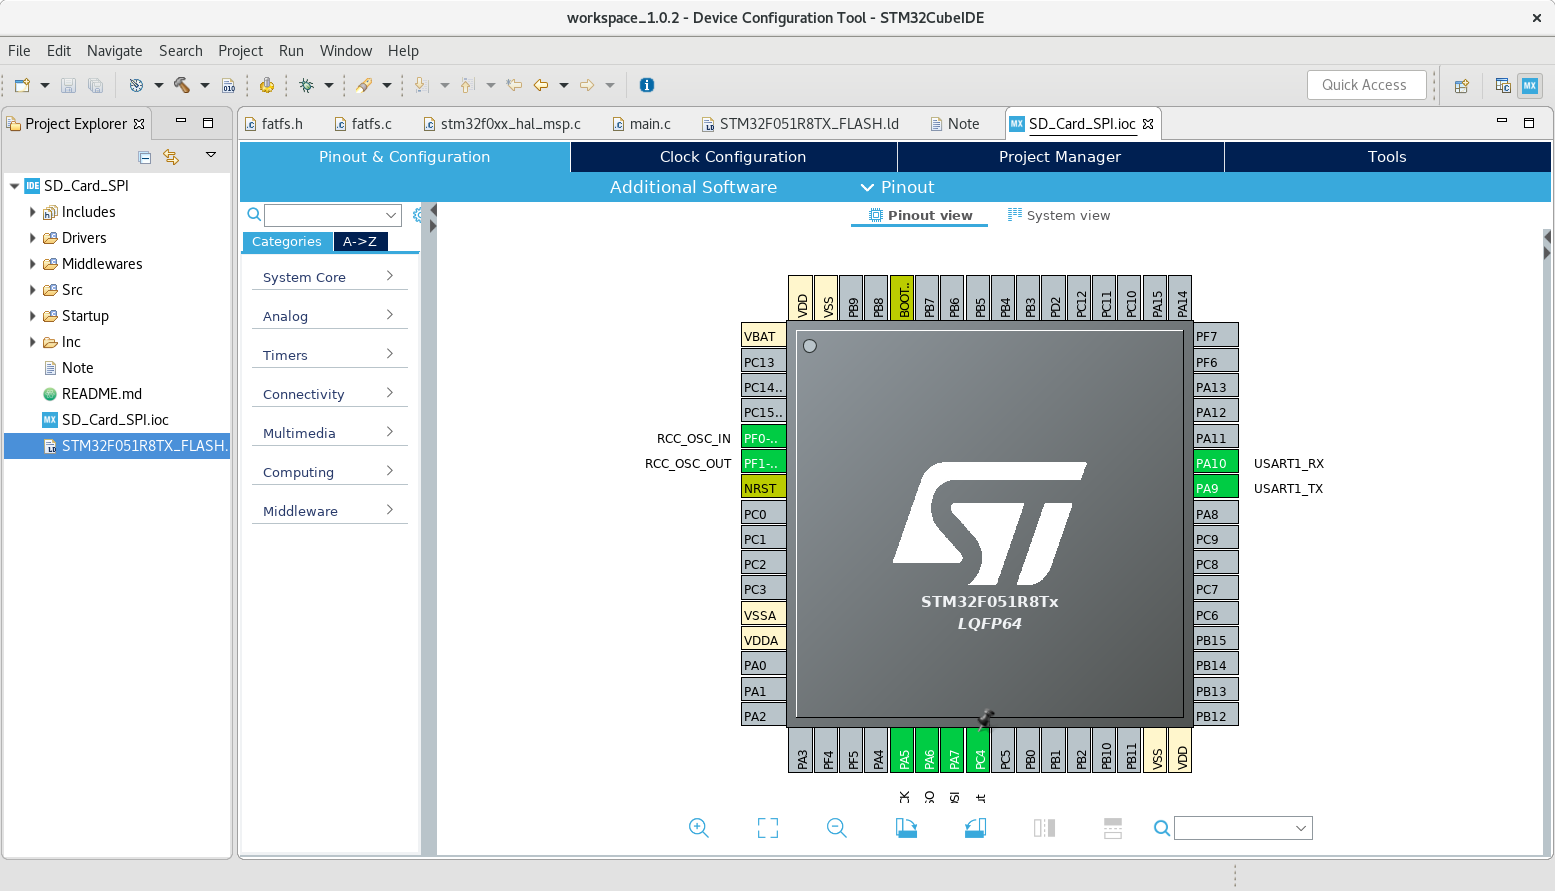 workspace_1.0.2 - Device Configuration Tool - STM32CubeIDE
File Edit Navigate Search Project Run Window Help
Quick Access
Project Explorer
fatfs.h
fatfs.c
stm32f0xx_hal_msp.c
main.c
STM32F051R8TX_FLASH.ld
Note
SD_Card_SPI.ioc
IDE SD_Card_SPI
Includes
Drivers
Middlewares
Src
Startup
Inc
Note
README.md
MX SD_Card_SPI.ioc
STM32F051R8TX_FLASH.
Pinout & Configuration
Clock Configuration
Project Manager
Tools
Additional Software
Pinout
Categories
A->Z
System Core
Analog
Timers
Connectivity
Multimedia
Computing
Middleware
Pinout view
System view
VDD
VSS
PB9
PB8
BOOT..
PB7
PB6
PB5
PB4
PB3
PD2
PC12
PC11
PC10
PA15
PA14
VBAT
PC13
PC14..
PC15..
RCC_OSC_IN PF0-..
RCC_OSC_OUT PF1-..
NRST
PC0
PC1
PC2
PC3
VSSA
VDDA
PA0
PA1
PA2
ST
STM32F051R8Tx
LQFP64
PF7
PF6
PA13
PA12
PA11
PA10 USART1_RX
PA9 USART1_TX
PA8
PC9
PC8
PC7
PC6
PB15
PB14
PB13
PB12
PA3
PF4
PF5
PA4
PA5
PA6
PA7
PC4
PC5
PB0
PB1
PB2
PB10
PB11
VSS
VDD